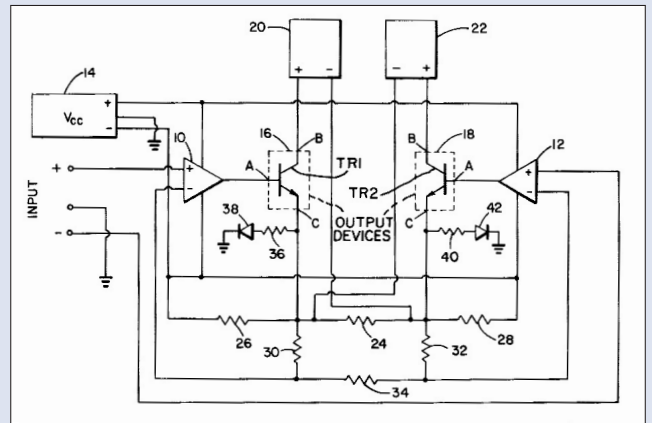 20
22
14
+ -
- +
Vcc
+
-
10
16 B
B 18
12
+
-
A
TR1
TR2
A
+
-
C
OUTPUT
DEVICES
C
INPUT
+
-
38
36
42
40
26
24
28
30
32
34